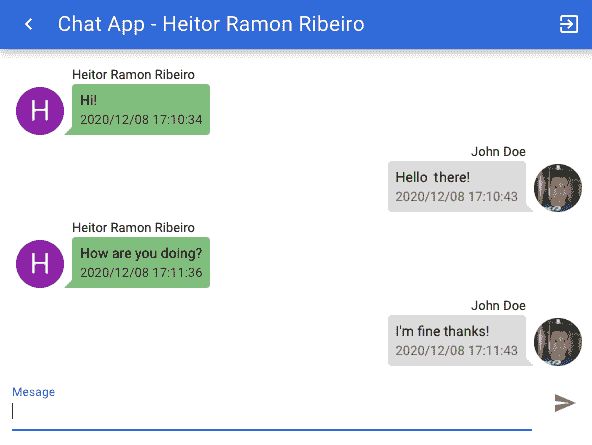 Chat App - Heitor Ramon Ribeiro
Heitor Ramon Ribeiro
H
Hi!
2020/12/08 17:10:34
John Doe
Hello there!
2020/12/08 17:10:43
Heitor Ramon Ribeiro
H
How are you doing?
2020/12/08 17:11:36
John Doe
I'm fine thanks!
2020/12/08 17:11:43
Mesage